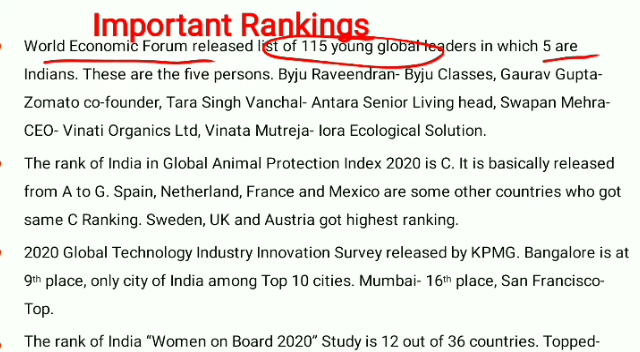 Important Rankings
World Economic Forum released list of 115 young global leaders in which 5 are
Indians. These are the five persons. Byju Raveendran- Byju Classes, Gaurav Gupta-
Zomato co-founder, Tara Singh Vanchal- Antara Senior Living head, Swapan Mehra-
CEO- Vinati Organics Ltd, Vinata Mutreja- Iora Ecological Solution.
The rank of India in Global Animal Protection Index 2020 is C. It is basically released
from A to G. Spain, Netherland, France and Mexico are some other countries who got
same C Ranking. Sweden, UK and Austria got highest ranking.
2020 Global Technology Industry Innovation Survey released by KPMG. Bangalore is at
9th place, only city of India among Top 10 cities. Mumbai- 16th place, San Francisco-
Top.
The rank of India “Women on Board 2020” Study is 12 out of 36 countries. Topped-